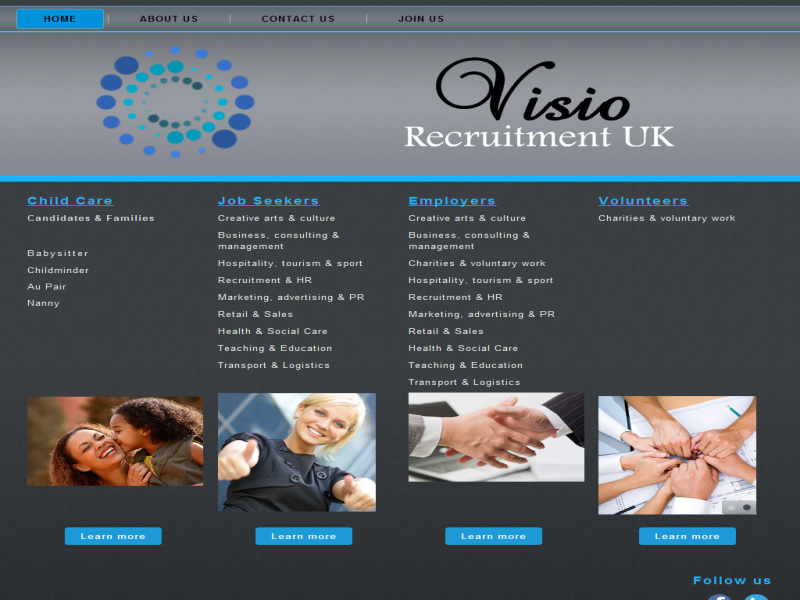 HOME
ABOUT US
CONTACT US
JOIN US
Visio
Recruitment UK
Child Care
Candidates & Families
Babysitter
Childminder
Au Pair
Nanny
Job Seekers
Creative arts & culture
Business, consulting &
management
Hospitality, tourism & sport
Recruitment & HR
Marketing, advertising & PR
Retail & Sales
Health & Social Care
Teaching & Education
Transport & Logistics
Employers
Creative arts & culture
Business, consulting &
management
Charities & voluntary work
Hospitality, tourism & sport
Recruitment & HR
Marketing, advertising & PR
Retail & Sales
Health & Social Care
Teaching & Education
Transport & Logistics
Volunteers
Charities & voluntary work
Learn more
Learn more
Learn more
Learn more
Follow us